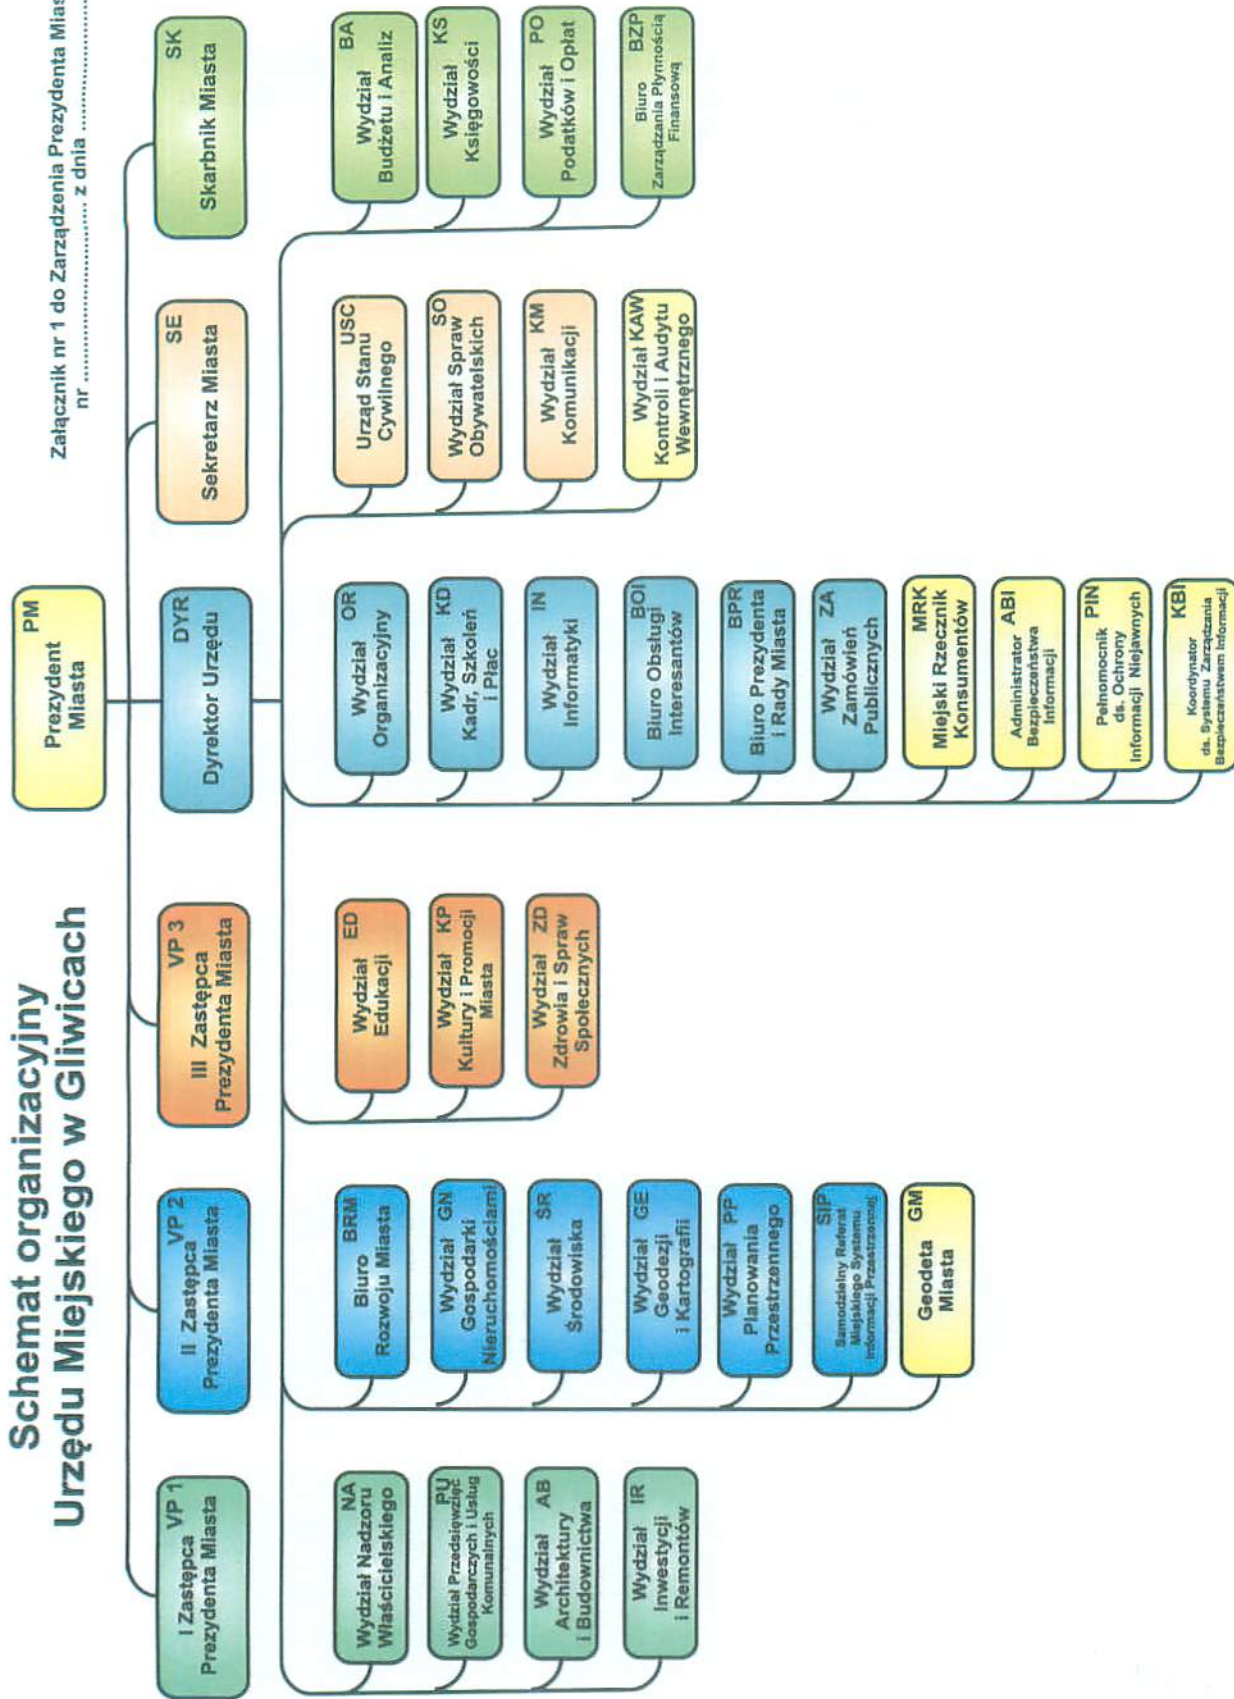 Schemat organizacyjny
Urzędu Miejskiego w Gliwicach
Załącznik nr 1 do Zarządzenia Prezydenta Mias
nr ........................ z dnia ........................
PM
Prezydent
Miasta
VP 1
I Zastępca
Prezydenta Miasta
VP 2
II Zastępca
Prezydenta Miasta
VP 3
III Zastępca
Prezydenta Miasta
DYR
Dyrektor Urzędu
SE
Sekretarz Miasta
SK
Skarbnik Miasta
NA
Wydział Nadzoru
Właścicielskiego
PU
Wydział Przedsięwzięć
Gospodarczych i Usług
Komunalnych
Wydział AB
Architektury
i Budownictwa
Wydział IR
Inwestycji
i Remontów
Biuro BRM
Rozwoju Miasta
Wydział GN
Gospodarki
Nieruchomościami
ŚR
Wydział
Środowiska
Wydział GE
Geodezji
i Kartografii
Wydział PP
Planowania
Przestrzennego
SIP
Samodzielny Referat
Miejskiego Systemu
Informacji Przestrzennej
GM
Geodeta
Miasta
ED
Wydział
Edukacji
Wydział KP
Kultury i Promocji
Miasta
Wydział ZD
Zdrowia i Spraw
Społecznych
OR
Wydział
Organizacyjny
KD
Wydział
Kadr, Szkoleń
i Płac
IN
Wydział
Informatyki
BOI
Biuro Obsługi
Interesantów
BPR
Biuro Prezydenta
i Rady Miasta
Wydział ZA
Zamówień
Publicznych
MRK
Miejski Rzecznik
Konsumentów
ABI
Administrator
Bezpieczeństwa
Informacji
PIN
Pełnomocnik
ds. Ochrony
Informacji Niejawnych
KBI
Koordynator
ds. Systemu Zarządzania
Bezpieczeństwem Informacji
USC
Urząd Stanu
Cywilnego
SO
Wydział Spraw
Obywatelskich
KM
Wydział
Komunikacji
Wydział KAW
Kontroli i Audytu
Wewnętrznego
BA
Wydział
Budżetu i Analiz
KS
Wydział
Księgowości
PO
Wydział
Podatków i Opłat
BZP
Biuro
Zarządzania Płynnością
Finansową